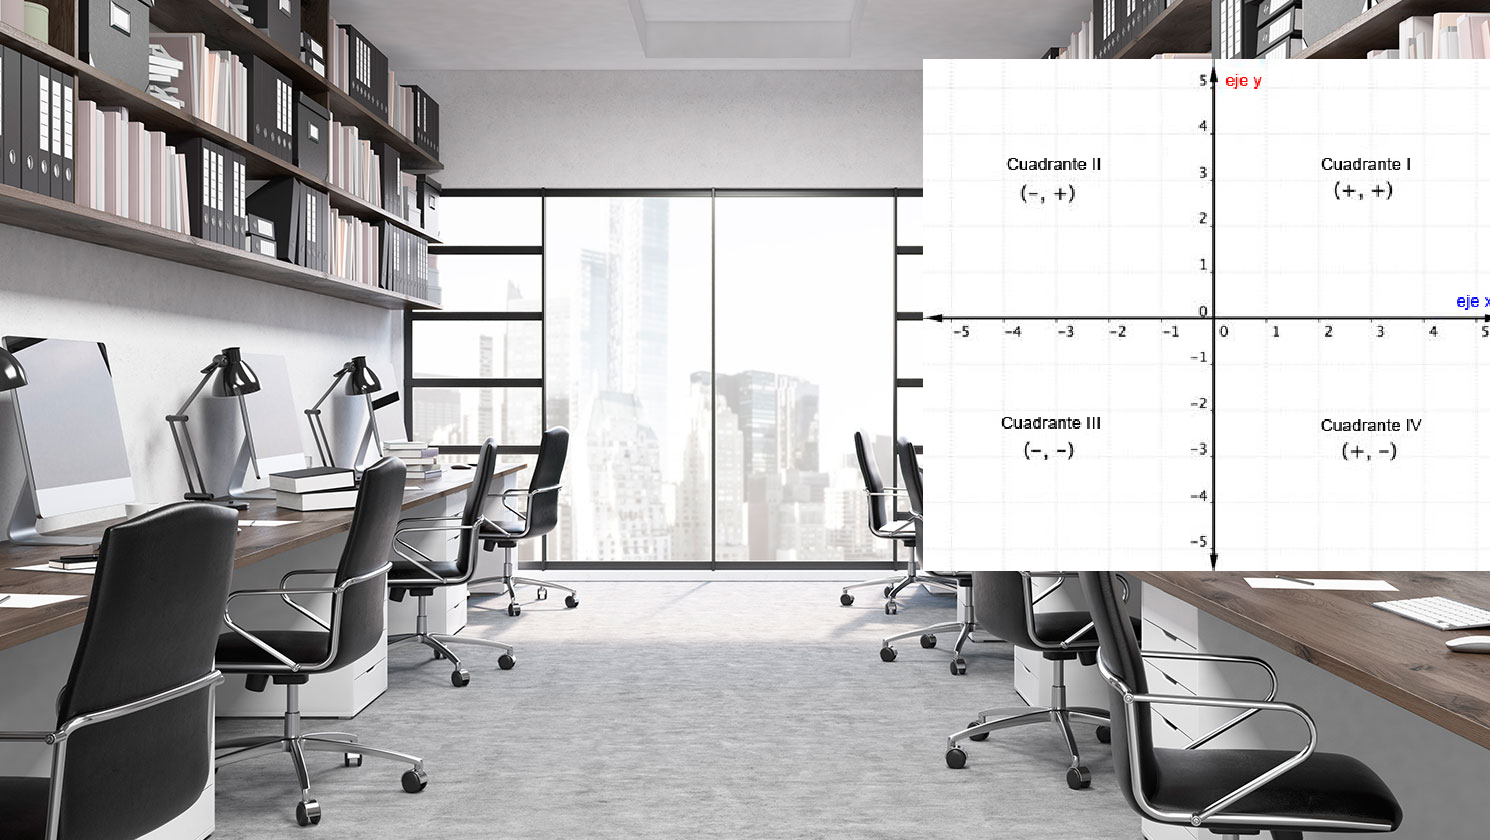 5 eje y
4
Cuadrante II Cuadrante I
(−, +) 3 (+, +)
2
1
eje x
0
−5 −4 −3 −2 −1 0 1 2 3 4 5
−1
−2
Cuadrante III Cuadrante IV
(−, −) −3 (+, −)
−4
−5